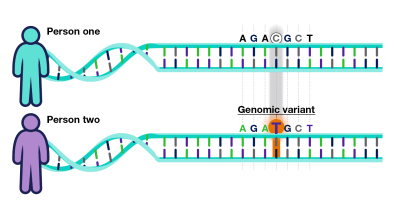 Person one
A G A C G C T
Genomic variant
Person two
A G A T G C T